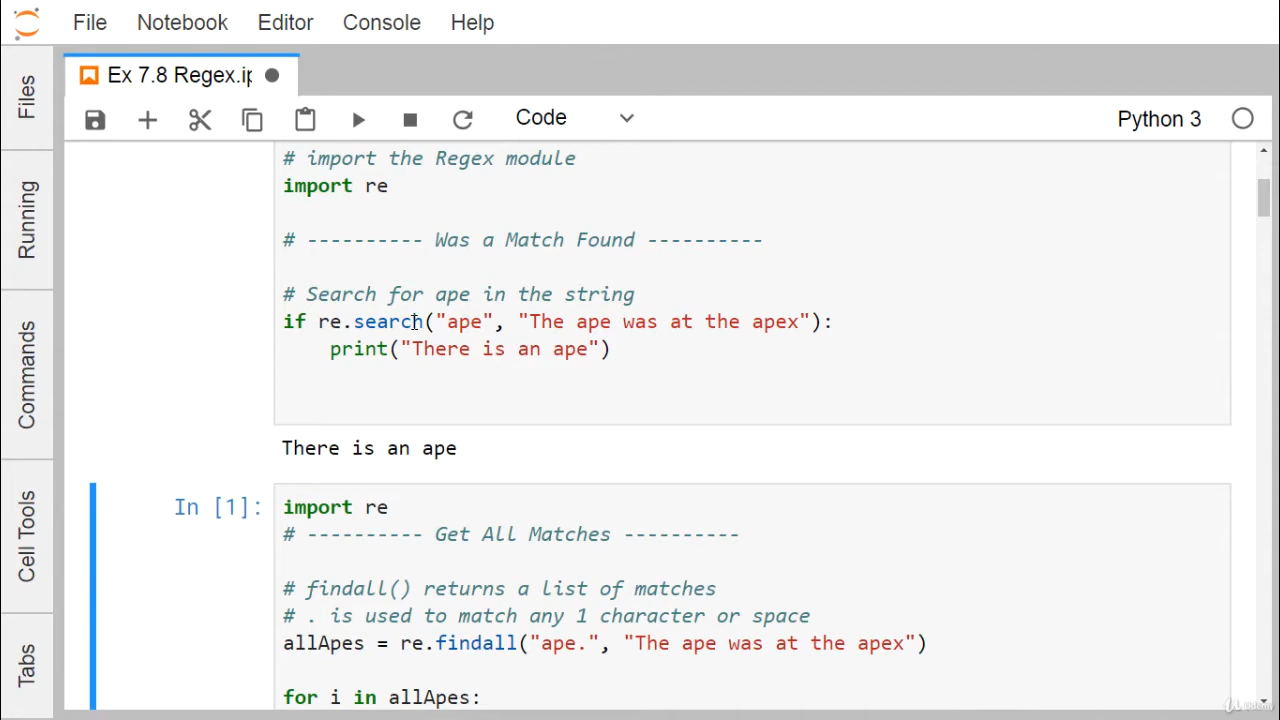 File Notebook Editor Console Help
Ex 7.8 Regex.ip
Code
Python 3
Files
Running
Commands
Cell Tools
Tabs
# import the Regex module
import re
# ---------- Was a Match Found ----------
# Search for ape in the string
if re.search("ape", "The ape was at the apex"):
    print("There is an ape")
There is an ape
In [1]:
import re
# ---------- Get All Matches ----------
# findall() returns a list of matches
# . is used to match any 1 character or space
allApes = re.findall("ape.", "The ape was at the apex")
for i in allApes:
Udemy